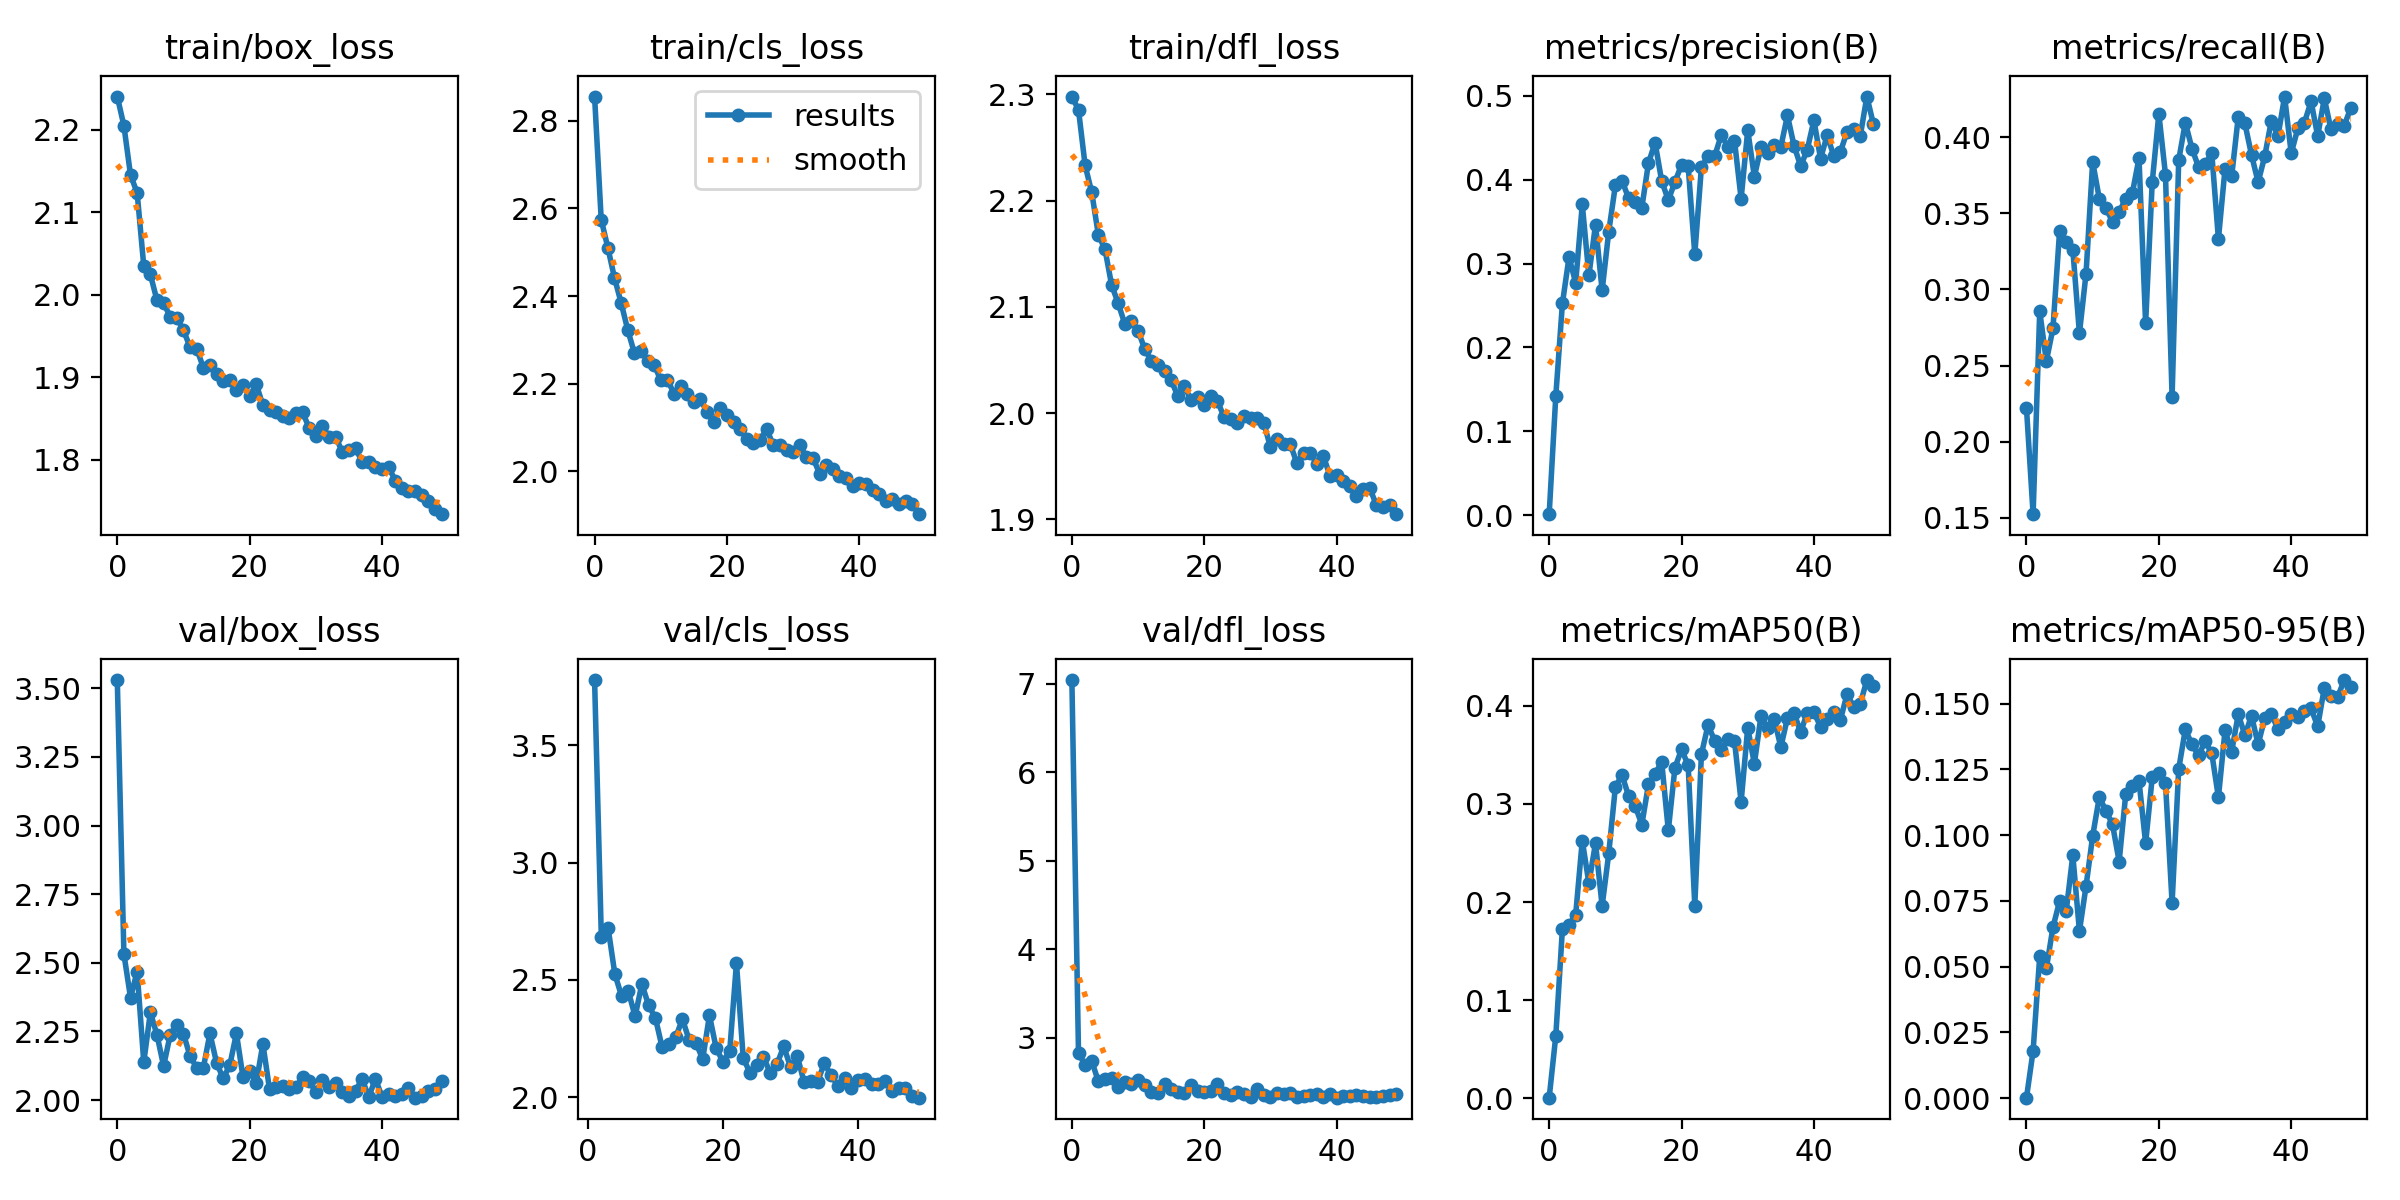 train/box_loss
2.2
2.1
2.0
1.9
1.8
0 20 40
train/cls_loss
results
smooth
2.8
2.6
2.4
2.2
2.0
0 20 40
train/dfl_loss
2.3
2.2
2.1
2.0
1.9
0 20 40
metrics/precision(B)
0.5
0.4
0.3
0.2
0.1
0.0
0 20 40
metrics/recall(B)
0.40
0.35
0.30
0.25
0.20
0.15
0 20 40
val/box_loss
3.50
3.25
3.00
2.75
2.50
2.25
2.00
0 20 40
val/cls_loss
3.5
3.0
2.5
2.0
0 20 40
val/dfl_loss
7
6
5
4
3
0 20 40
metrics/mAP50(B)
0.4
0.3
0.2
0.1
0.0
0 20 40
metrics/mAP50-95(B)
0.150
0.125
0.100
0.075
0.050
0.025
0.000
0 20 40